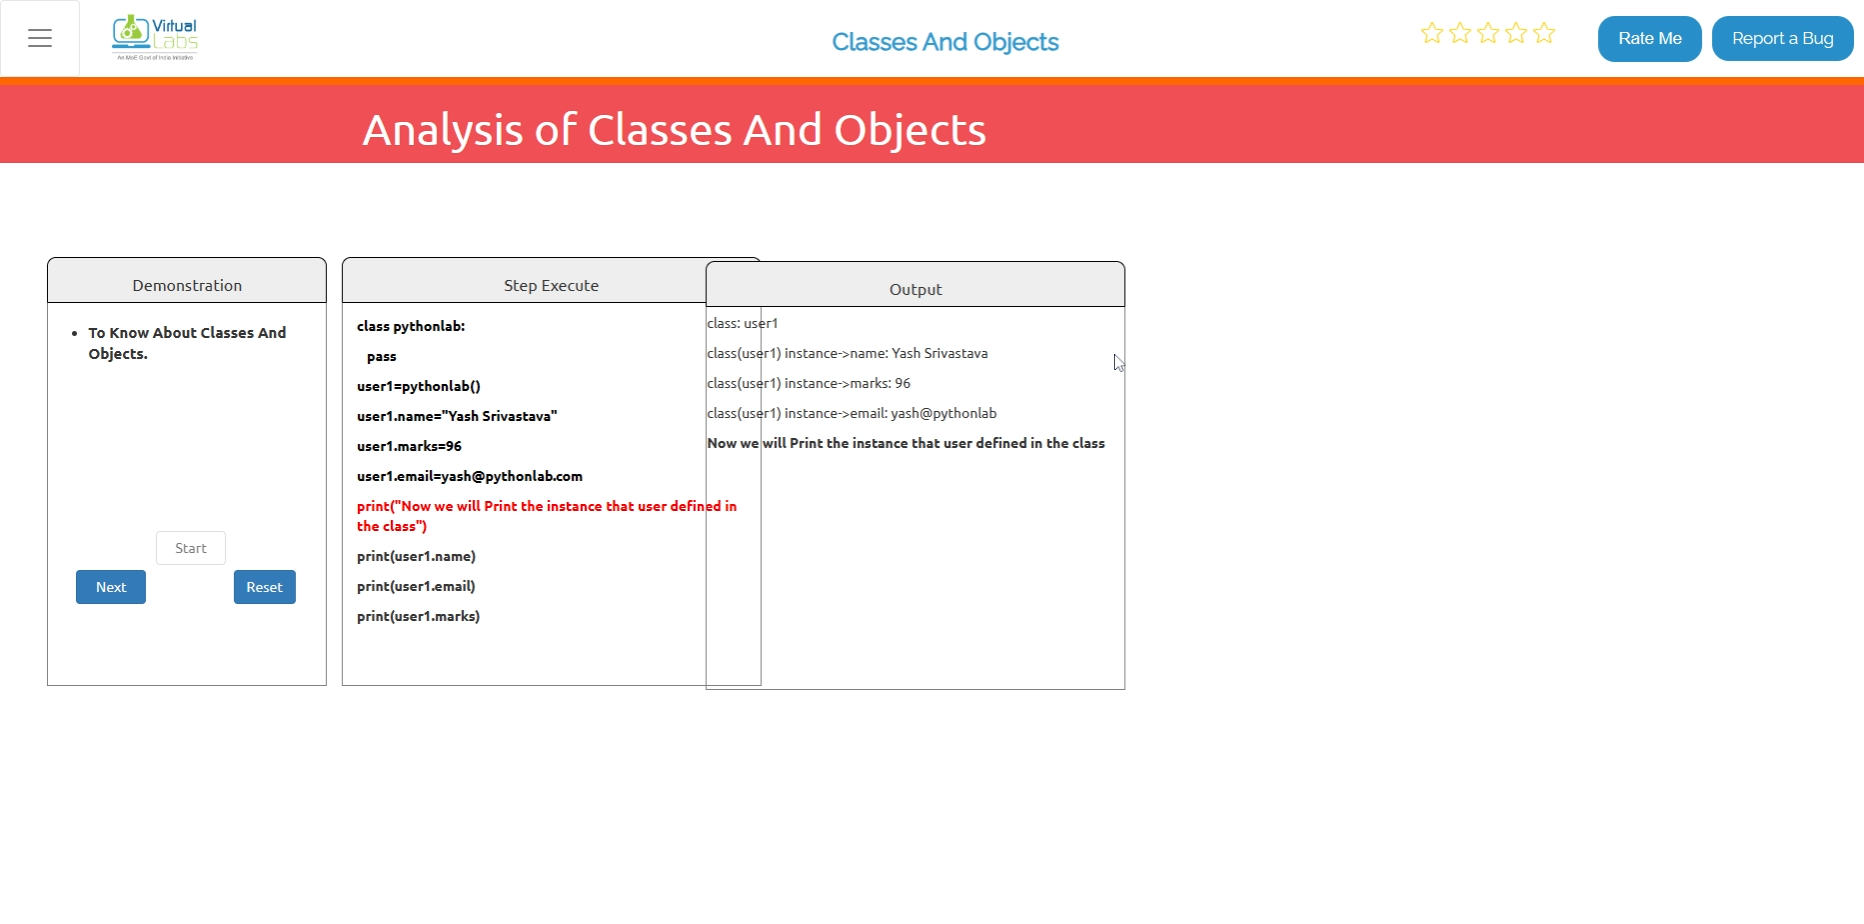 Virtual
Labs
An MoE Govt of India Initiative
Classes And Objects
Rate Me
Report a Bug
Analysis of Classes And Objects
Demonstration
To Know About Classes And
Objects.
Start
Next
Reset
Step Execute
class pythonlab:
pass
user1=pythonlab()
user1.name="Yash Srivastava"
user1.marks=96
user1.email=yash@pythonlab.com
print("Now we will Print the instance that user defined in
the class")
print(user1.name)
print(user1.email)
print(user1.marks)
Output
class: user1
class(user1) instance->name: Yash Srivastava
class(user1) instance->marks: 96
class(user1) instance->email: yash@pythonlab
Now we will Print the instance that user defined in the class